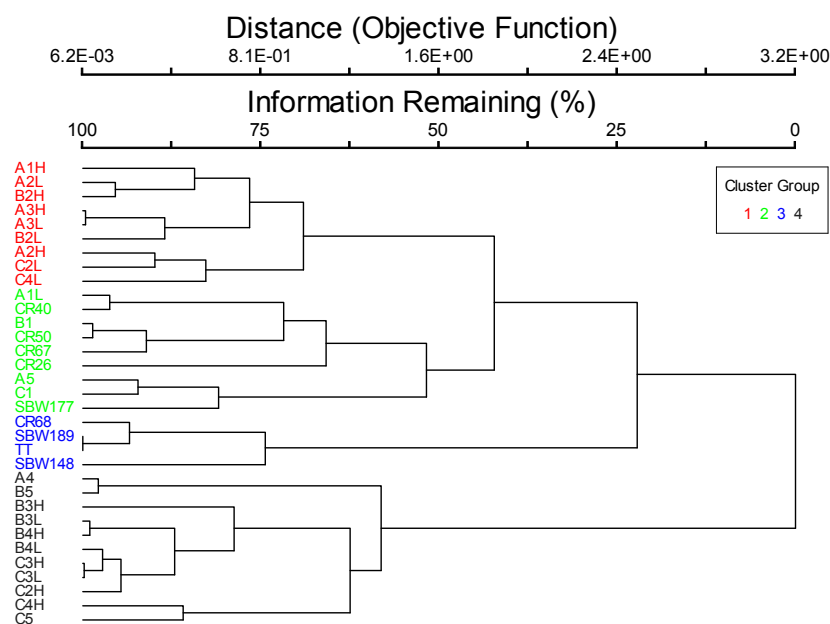 Distance (Objective Function)
6.2E-03 8.1E-01 1.6E+00 2.4E+00 3.2E+00
Information Remaining (%)
100 75 50 25 0
Cluster Group
1 2 3 4
A1H
A2L
B2H
A3H
A3L
B2L
A2H
C2L
C4L
A1L
CR40
B1
CR50
CR67
CR26
A5
C1
SBW177
CR68
SBW189
TT
SBW148
A4
B5
B3H
B3L
B4H
B4L
C3H
C3L
C2H
C4H
C5